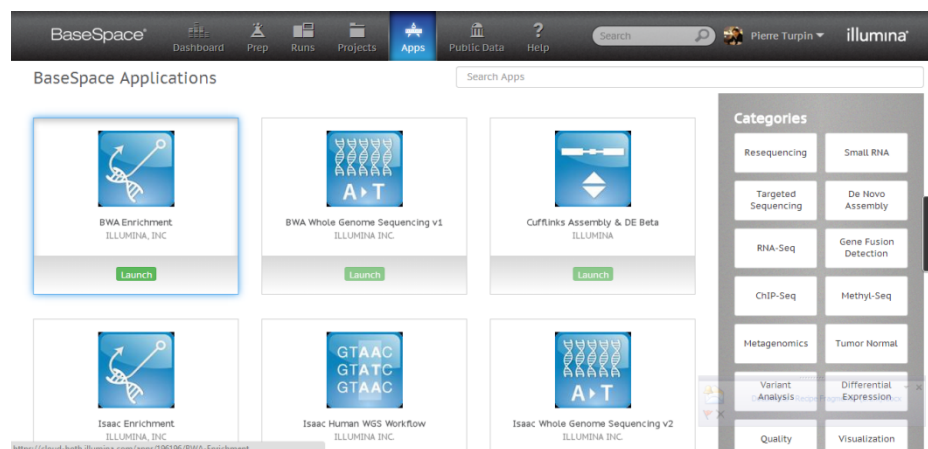 BaseSpace®
Dashboard
Prep
Runs
Projects
Apps
Public Data
?
Help
Search
Pierre Turpin
illumina®
BaseSpace Applications
Search Apps
BWA Enrichment
ILLUMINA, INC
Launch
A T
BWA Whole Genome Sequencing v1
ILLUMINA INC.
Launch
Cufflinks Assembly & DE Beta
ILLUMINA
Launch
Isaac Enrichment
ILLUMINA, INC
GTAAC
GTATC
GTAAC
Isaac Human WGS Workflow
ILLUMINA INC.
A T
Isaac Whole Genome Sequencing v2
ILLUMINA INC.
Categories
Resequencing
Small RNA
Targeted
Sequencing
De Novo
Assembly
RNA-Seq
Gene Fusion
Detection
ChIP-Seq
Methyl-Seq
Metagenomics
Tumor Normal
Variant
Analysis
Differential
Expression
Quality
Visualization